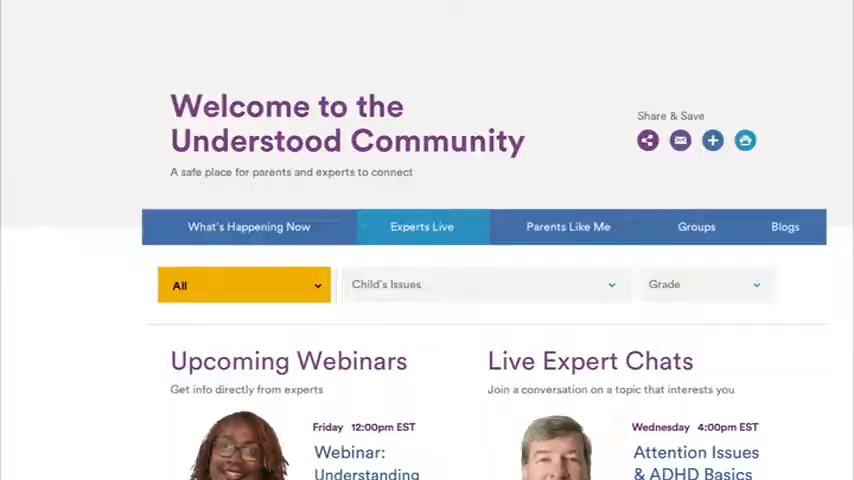 Welcome to the
Understood Community
A safe place for parents and experts to connect
Share & Save
What's Happening Now
Experts Live
Parents Like Me
Groups
Blogs
All
Child's Issues
Grade
Upcoming Webinars
Get info directly from experts
Friday 12:00pm EST
Webinar:
Understanding
Live Expert Chats
Join a conversation on a topic that interests you
Wednesday 4:00pm EST
Attention Issues
& ADHD Basics